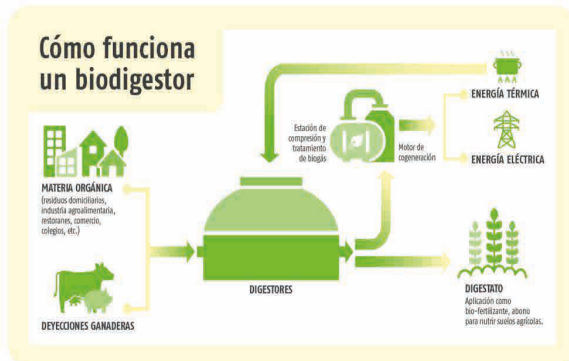 Cómo funciona
un biodigestor
MATERIA ORGÁNICA
(residuos domiciliarios,
industria agroalimentaria,
restoranes, comercio,
colegios, etc.)
DEYECCIONES GANADERAS
DIGESTORES
Estación de
compresión y
tratamiento
de biogás
Motor de
cogeneración
ENERGÍA TÉRMICA
ENERGÍA ELÉCTRICA
DIGESTATO
Aplicación como
bio-fertilizante, abono
para nutrir suelos agrícolas.